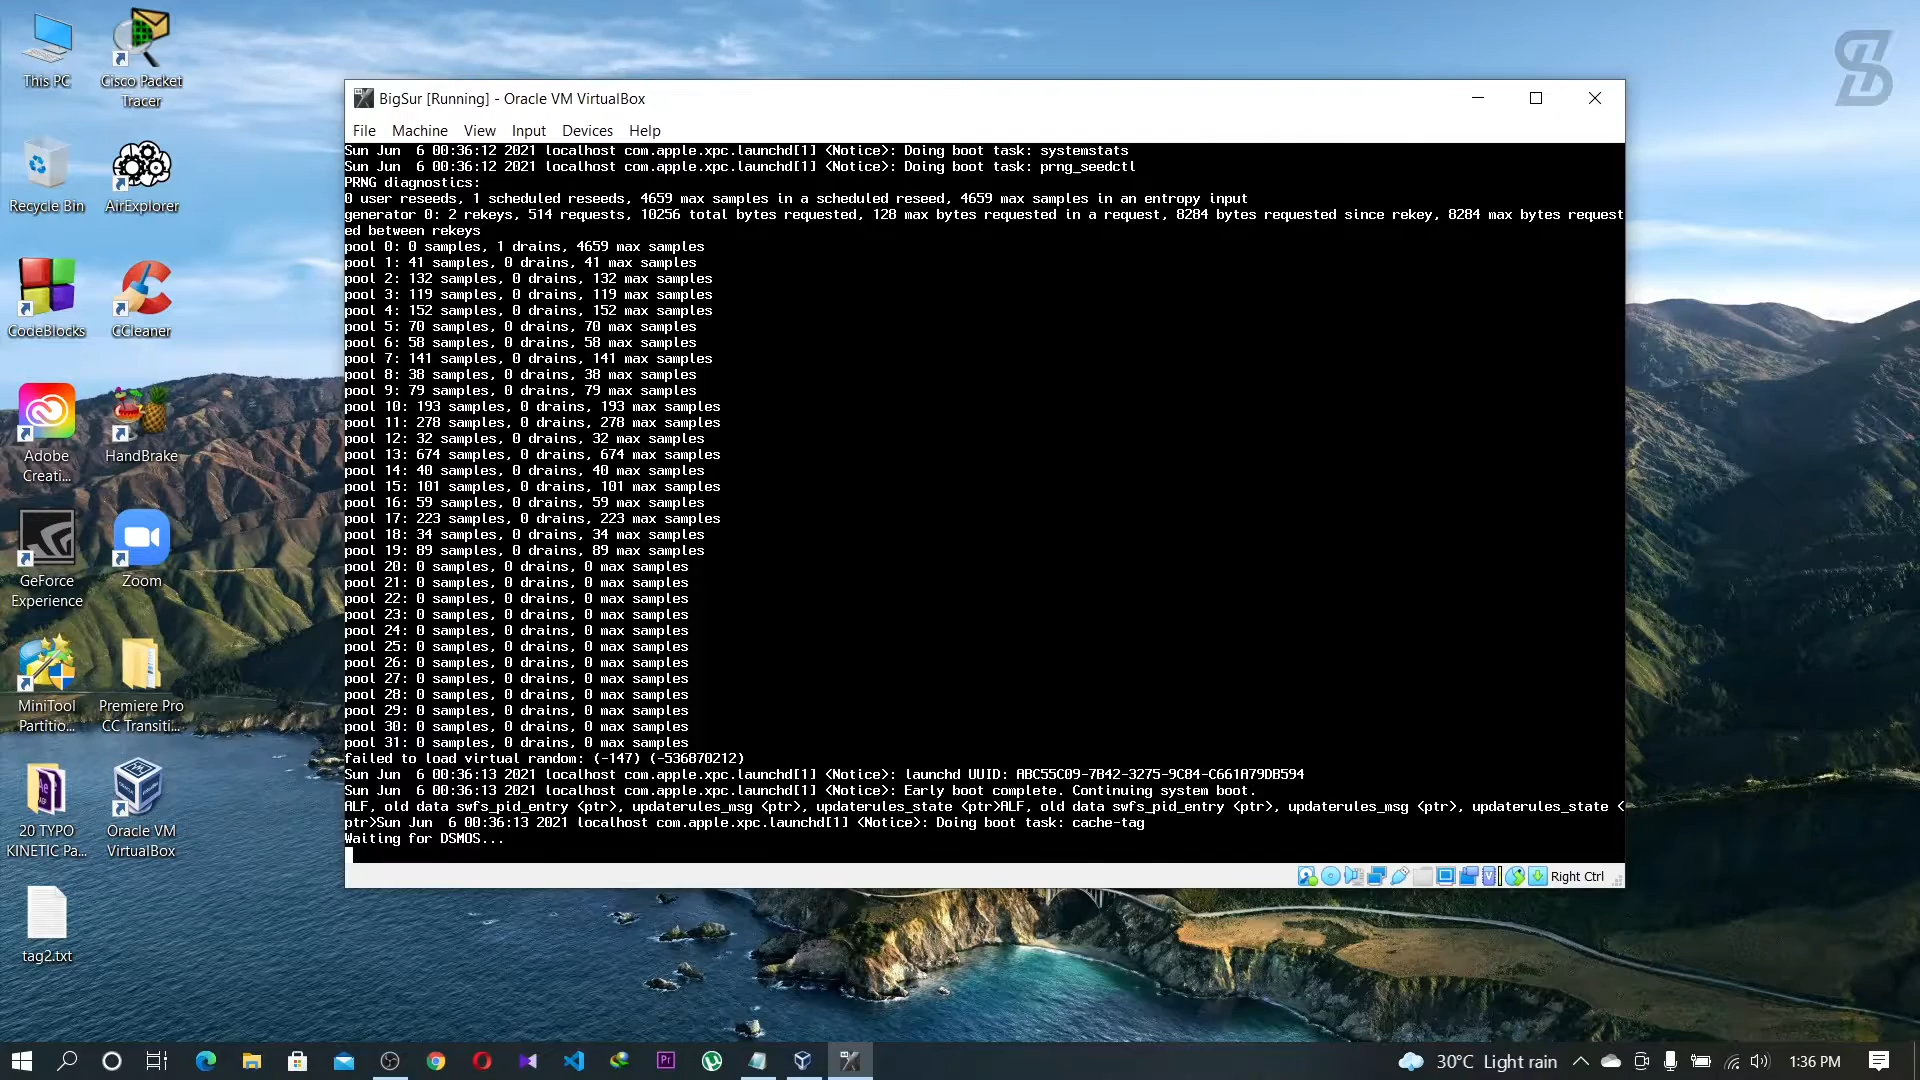 This PC
Cisco Packet
Tracer
Recycle Bin
AirExplorer
CodeBlocks
CCleaner
Adobe
Creati...
HandBrake
GeForce
Experience
Zoom
MiniTool
Partitio...
Premiere Pro
CC Transiti...
20 TYPO
KINETIC Pa...
Oracle VM
VirtualBox
tag2.txt
BigSur [Running] - Oracle VM VirtualBox
File Machine View Input Devices Help
Sun Jun  6 00:36:12 2021 localhost com.apple.xpc.launchd[1] <Notice>: Doing boot task: systemstats
Sun Jun  6 00:36:12 2021 localhost com.apple.xpc.launchd[1] <Notice>: Doing boot task: prng_seedctl
PRNG diagnostics:
0 user reseeds, 1 scheduled reseeds, 4659 max samples in a scheduled reseed, 4659 max samples in an entropy input
generator 0: 2 rekeys, 514 requests, 10256 total bytes requested, 128 max bytes requested in a request, 8284 bytes requested since rekey, 8284 max bytes request
ed between rekeys
pool 0: 0 samples, 1 drains, 4659 max samples
pool 1: 41 samples, 0 drains, 41 max samples
pool 2: 132 samples, 0 drains, 132 max samples
pool 3: 119 samples, 0 drains, 119 max samples
pool 4: 152 samples, 0 drains, 152 max samples
pool 5: 70 samples, 0 drains, 70 max samples
pool 6: 58 samples, 0 drains, 58 max samples
pool 7: 141 samples, 0 drains, 141 max samples
pool 8: 38 samples, 0 drains, 38 max samples
pool 9: 79 samples, 0 drains, 79 max samples
pool 10: 193 samples, 0 drains, 193 max samples
pool 11: 278 samples, 0 drains, 278 max samples
pool 12: 32 samples, 0 drains, 32 max samples
pool 13: 674 samples, 0 drains, 674 max samples
pool 14: 40 samples, 0 drains, 40 max samples
pool 15: 101 samples, 0 drains, 101 max samples
pool 16: 59 samples, 0 drains, 59 max samples
pool 17: 223 samples, 0 drains, 223 max samples
pool 18: 34 samples, 0 drains, 34 max samples
pool 19: 89 samples, 0 drains, 89 max samples
pool 20: 0 samples, 0 drains, 0 max samples
pool 21: 0 samples, 0 drains, 0 max samples
pool 22: 0 samples, 0 drains, 0 max samples
pool 23: 0 samples, 0 drains, 0 max samples
pool 24: 0 samples, 0 drains, 0 max samples
pool 25: 0 samples, 0 drains, 0 max samples
pool 26: 0 samples, 0 drains, 0 max samples
pool 27: 0 samples, 0 drains, 0 max samples
pool 28: 0 samples, 0 drains, 0 max samples
pool 29: 0 samples, 0 drains, 0 max samples
pool 30: 0 samples, 0 drains, 0 max samples
pool 31: 0 samples, 0 drains, 0 max samples
failed to load virtual random: (-147) (-536870212)
Sun Jun  6 00:36:13 2021 localhost com.apple.xpc.launchd[1] <Notice>: launchd UUID: ABC55C09-7B42-3275-9C84-C661A79DB594
Sun Jun  6 00:36:13 2021 localhost com.apple.xpc.launchd[1] <Notice>: Early boot complete. Continuing system boot.
ALF, old data swfs_pid_entry <ptr>, updaterules_msg <ptr>, updaterules_state <ptr>ALF, old data swfs_pid_entry <ptr>, updaterules_msg <ptr>, updaterules_state <
ptr>Sun Jun  6 00:36:13 2021 localhost com.apple.xpc.launchd[1] <Notice>: Doing boot task: cache-tag
Waiting for DSMOS...
Right Ctrl
Pr
30°C Light rain
1:36 PM